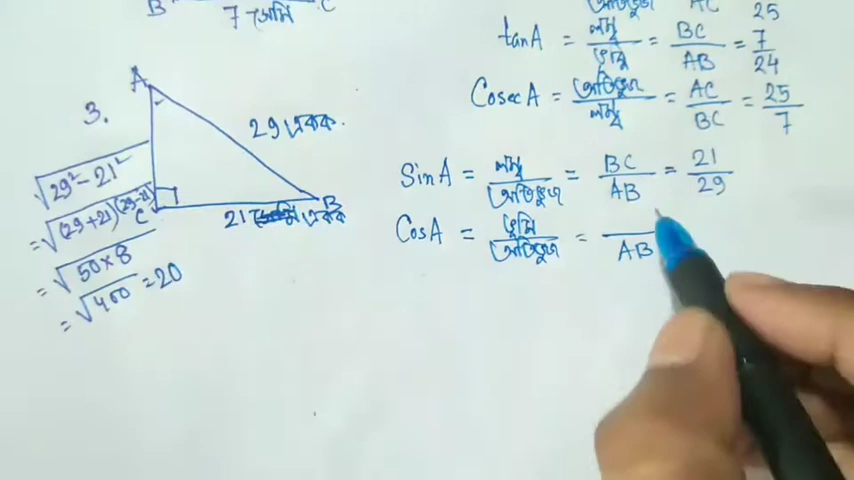 B 7 সেমি C
25
tanA = লম্ব/ভূমি = BC/AB = 7/24
CosecA = অতিভুজ/লম্ব = AC/BC = 25/7
3.
A
29 একক.
B
21 একক
C
√29² - 21²
= √(29+21)(29-21)
= √50×8
= √400 = 20
SinA = লম্ব/অতিভুজ = BC/AB = 21/29
CosA = ভূমি/অতিভুজ = /AB